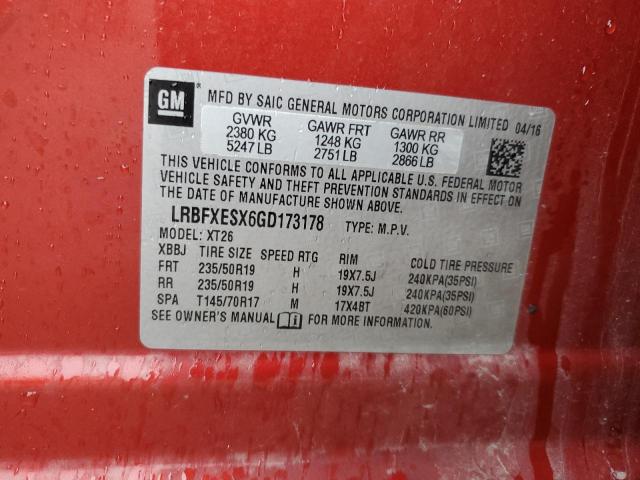 GM
MFD BY SAIC GENERAL MOTORS CORPORATION LIMITED 04/16
GVWR GAWR FRT GAWR RR
2380 KG 1248 KG 1300 KG
5247 LB 2751 LB 2866 LB
THIS VEHICLE CONFORMS TO ALL APPLICABLE U.S. FEDERAL MOTOR
VEHICLE SAFETY AND THEFT PREVENTION STANDARDS IN EFFECT ON
THE DATE OF MANUFACTURE SHOWN ABOVE.
LRBFXESX6GD173178 TYPE: M.P.V.
MODEL: XT26
XBBJ TIRE SIZE SPEED RTG RIM COLD TIRE PRESSURE
FRT 235/50R19 H 19X7.5J 240KPA(35PSI)
RR 235/50R19 H 19X7.5J 240KPA(35PSI)
SPA T145/70R17 M 17X4BT 420KPA(60PSI)
SEE OWNER'S MANUAL FOR MORE INFORMATION.